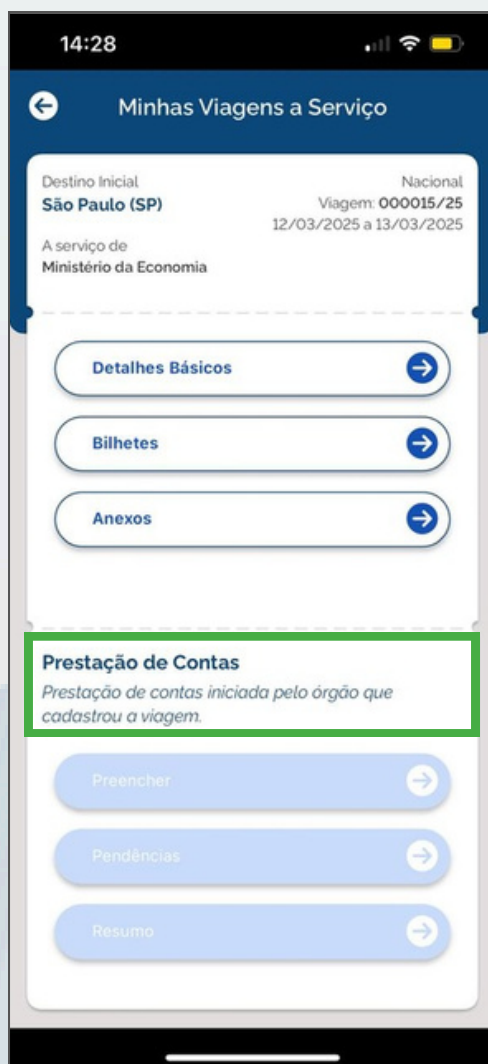 14:28
Minhas Viagens a Serviço
Destino Inicial
Nacional
São Paulo (SP)
Viagem: 000015/25
12/03/2025 a 13/03/2025
A serviço de
Ministério da Economia
Detalhes Básicos
Bilhetes
Anexos
Prestação de Contas
Prestação de contas iniciada pelo órgão que
cadastrou a viagem.
Preencher
Pendências
Resumo